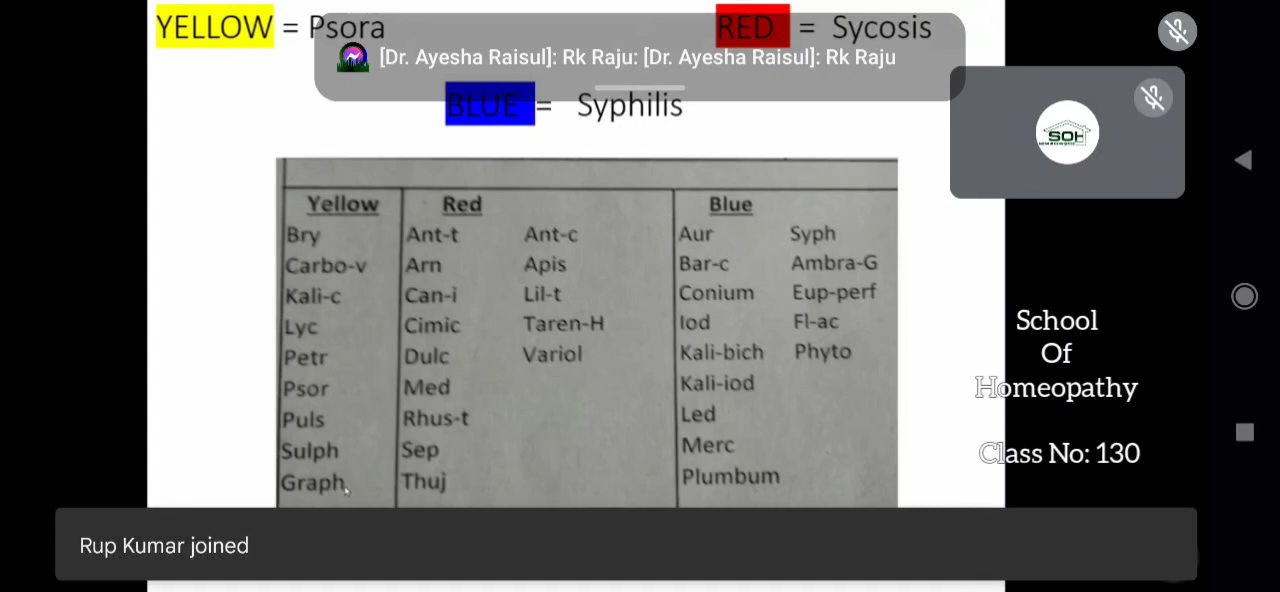 YELLOW = Psora
RED = Sycosis
[Dr. Ayesha Raisul]: Rk Raju: [Dr. Ayesha Raisul]: Rk Raju
BLUE = Syphilis
SOH
Yellow Red Blue
Bry Ant-t Ant-c Aur Syph
Carbo-v Arn Apis Bar-c Ambra-G
Kali-c Can-i Lil-t Conium Eup-perf
Lyc Cimic Taren-H Iod Fl-ac
Petr Dulc Variol Kali-bich Phyto
Psor Med Kali-iod
Puls Rhus-t Led
Sulph Sep Merc
Graph Thuj Plumbum
School
Of
Homeopathy
Class No: 130
Rup Kumar joined